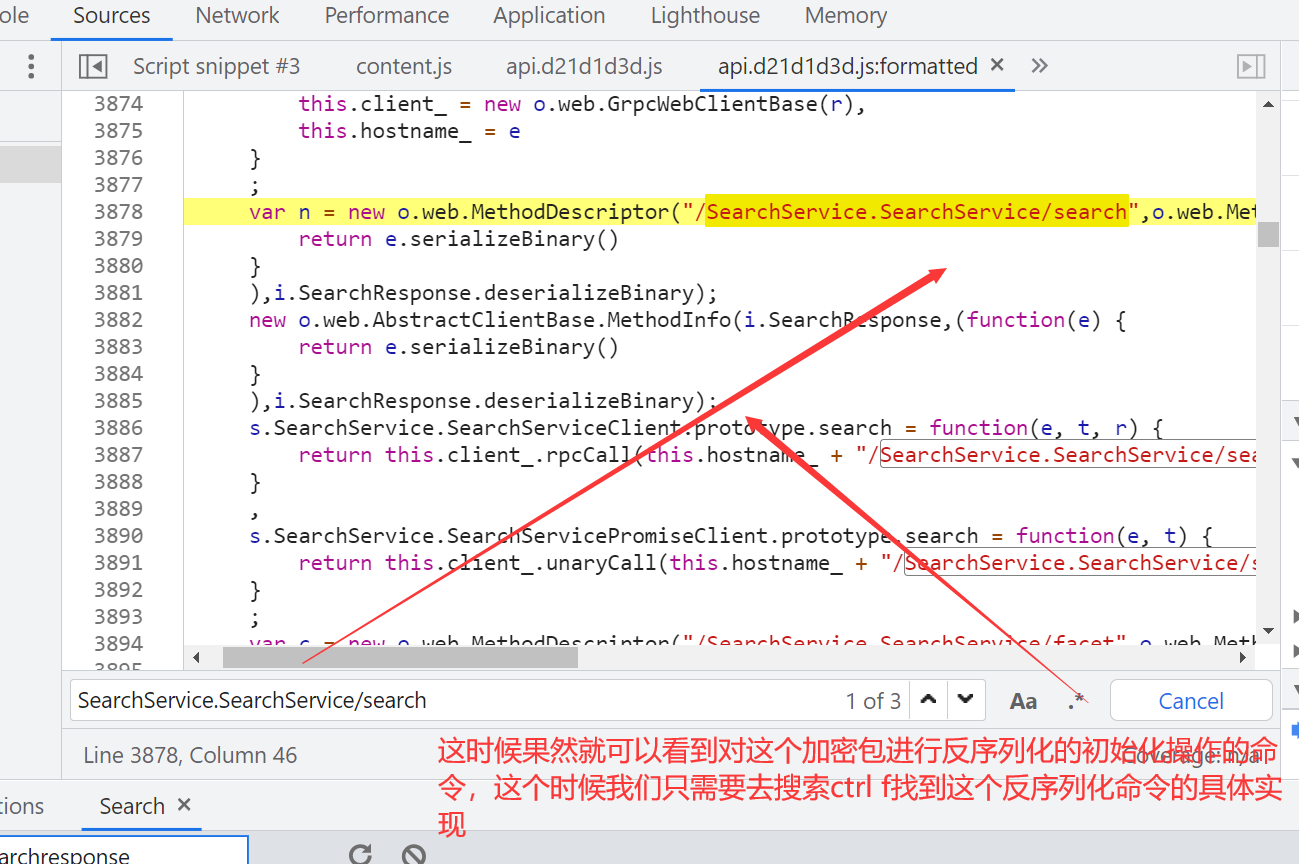 ole Sources Network Performance Application Lighthouse Memory
Script snippet #3 content.js api.d21d1d3d.js api.d21d1d3d.js:formatted × »
3874 this.client_ = new o.web.GrpcWebClientBase(r),
3875 this.hostname_ = e
3876 }
3877 ;
3878 var n = new o.web.MethodDescriptor("/SearchService.SearchService/search",o.web.Met
3879 return e.serializeBinary()
3880 }
3881 ),i.SearchResponse.deserializeBinary);
3882 new o.web.AbstractClientBase.MethodInfo(i.SearchResponse,(function(e) {
3883 return e.serializeBinary()
3884 }
3885 ),i.SearchResponse.deserializeBinary);
3886 s.SearchService.SearchServiceClient.prototype.search = function(e, t, r) {
3887 return this.client_.rpcCall(this.hostname_ + "/SearchService.SearchService/sea
3888 }
3889 ,
3890 s.SearchService.SearchServicePromiseClient.prototype.search = function(e, t) {
3891 return this.client_.unaryCall(this.hostname_ + "/SearchService.SearchService/s
3892 }
3893 ;
3894 var c = new o.web.MethodDescriptor("/SearchService.SearchService/facet",o.web.Meth
3895
SearchService.SearchService/search 1 of 3 Aa .* Cancel
Line 3878, Column 46 Coverage: n/a
这时候果然就可以看到对这个加密包进行反序列化的初始化操作的命
令，这个时候我们只需要去搜索ctrl f找到这个反序列化命令的具体实
现
tions Search ×
archresponse